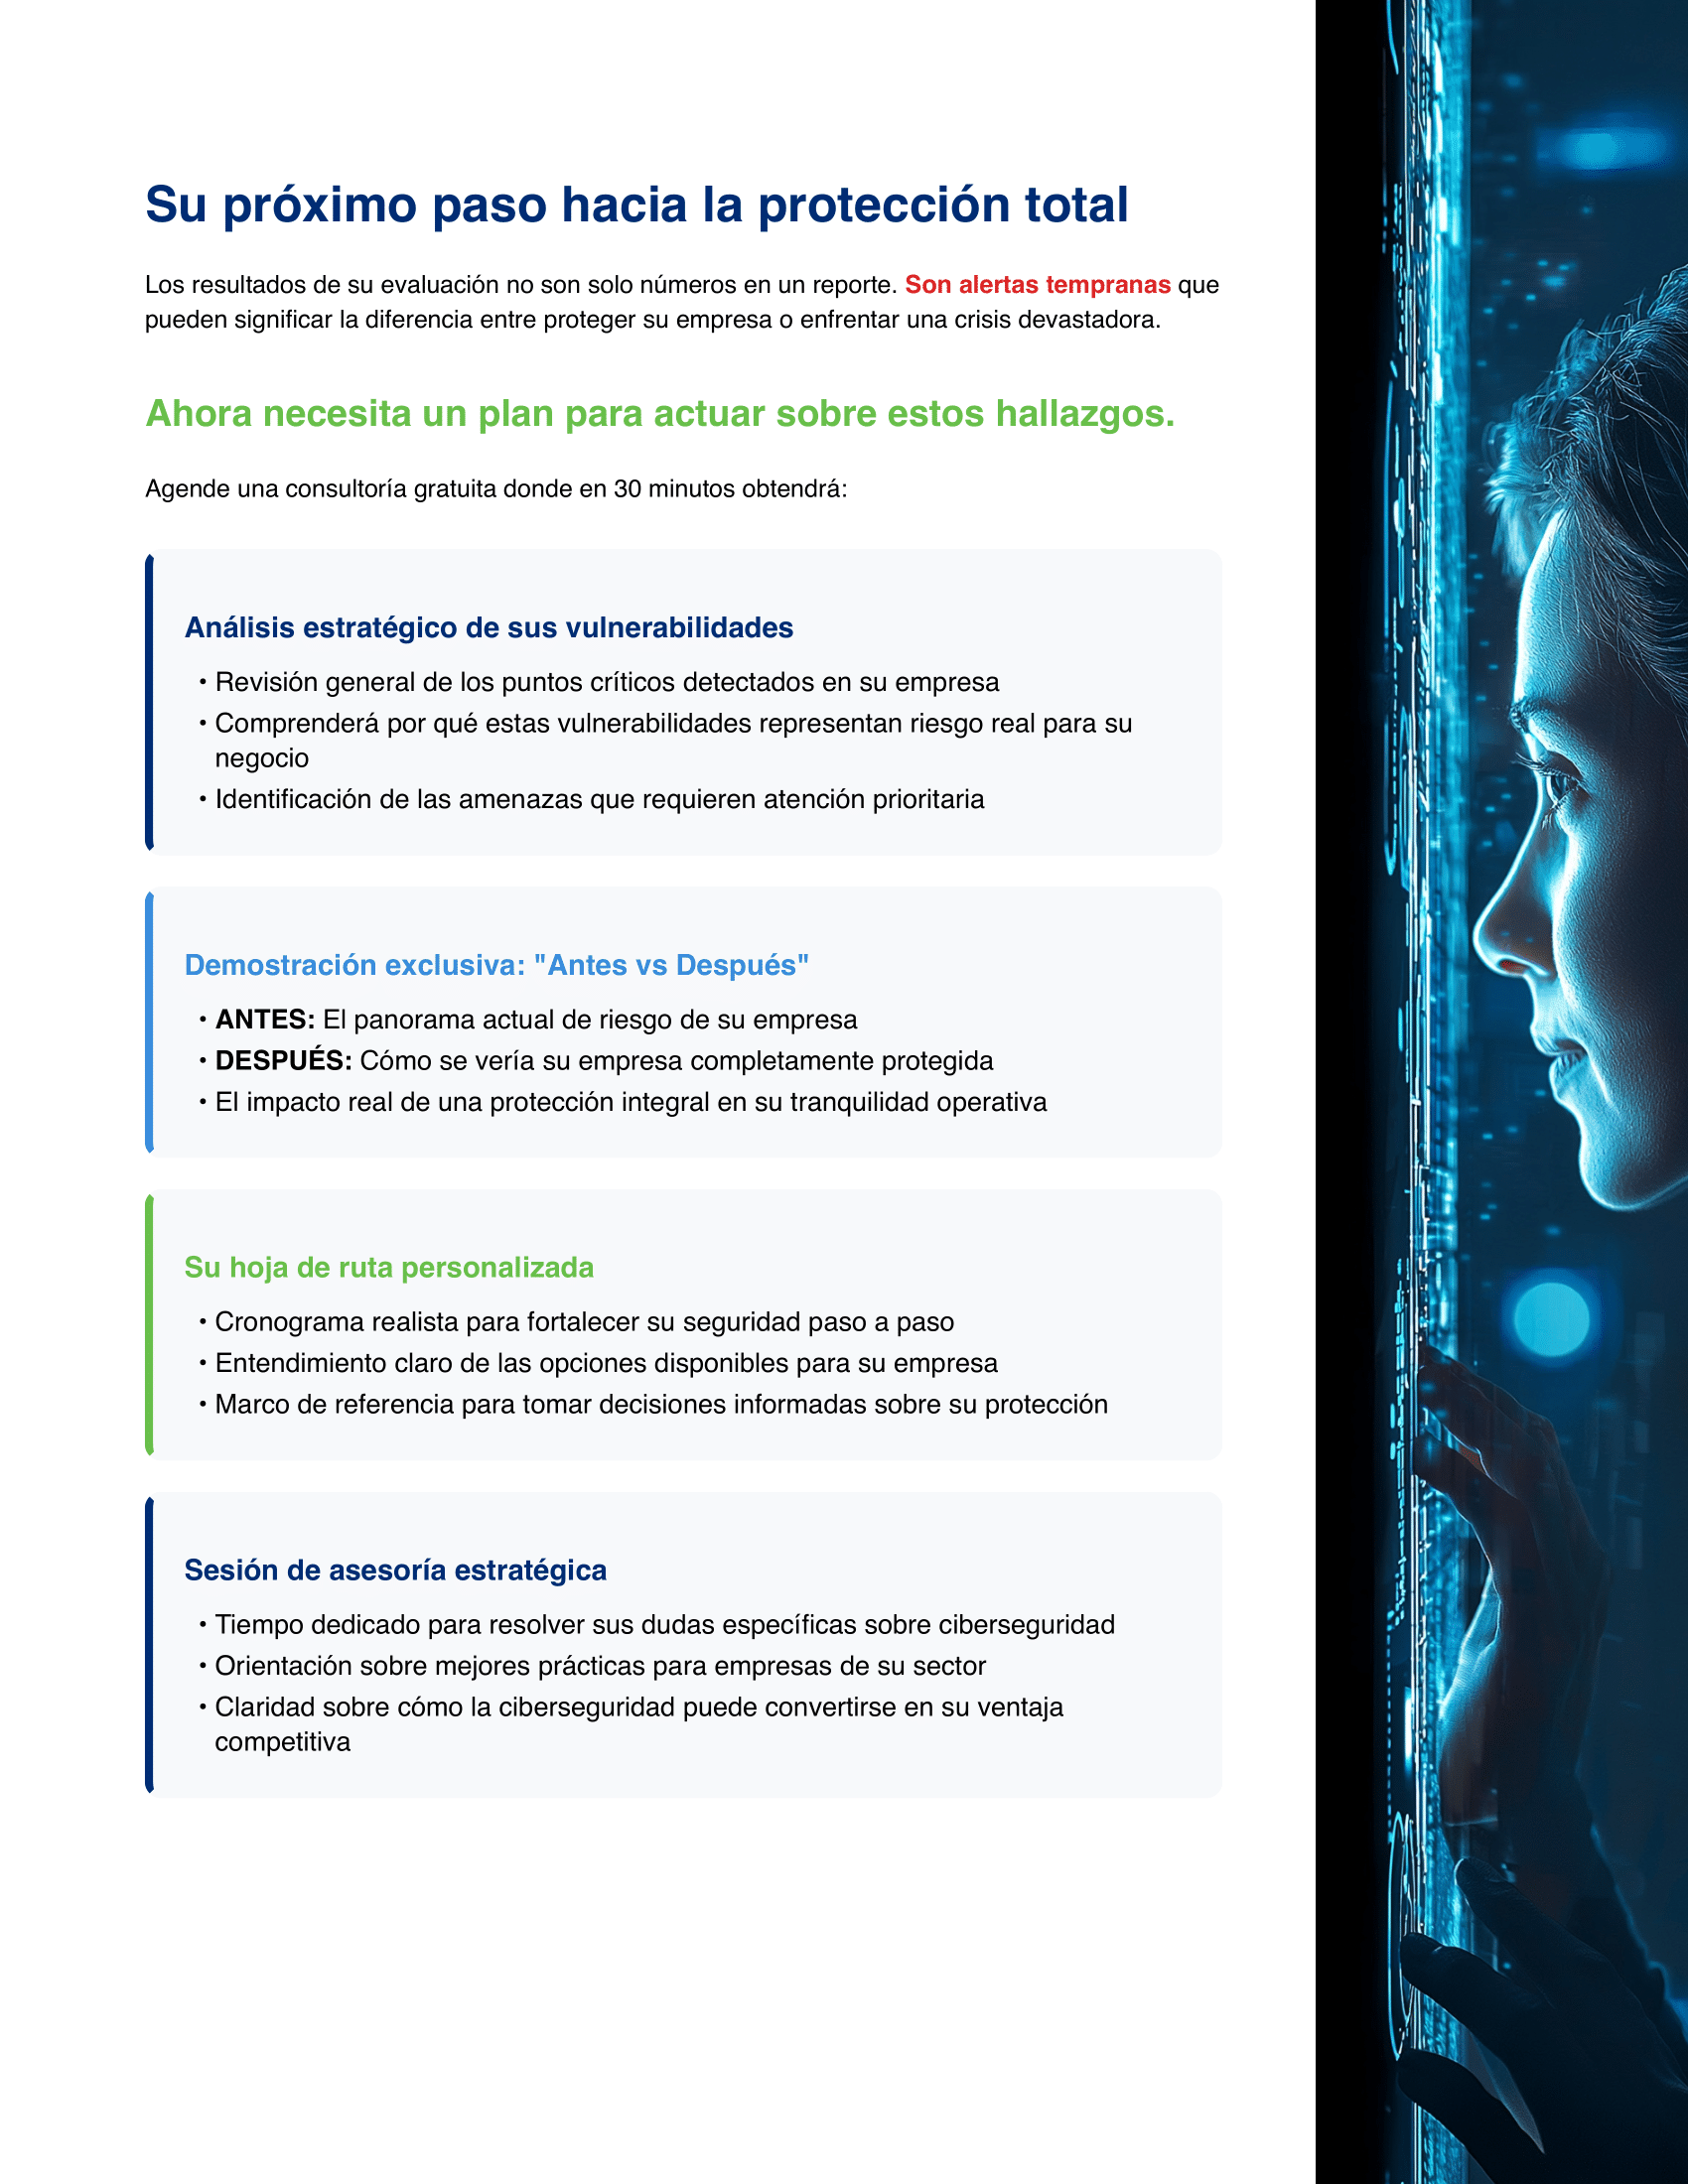 Su próximo paso hacia la protección total
Los resultados de su evaluación no son solo números en un reporte. Son alertas tempranas que
pueden significar la diferencia entre proteger su empresa o enfrentar una crisis devastadora.
Ahora necesita un plan para actuar sobre estos hallazgos.
Agende una consultoría gratuita donde en 30 minutos obtendrá:
Análisis estratégico de sus vulnerabilidades
• Revisión general de los puntos críticos detectados en su empresa
• Comprenderá por qué estas vulnerabilidades representan riesgo real para su
negocio
• Identificación de las amenazas que requieren atención prioritaria
Demostración exclusiva: "Antes vs Después"
• ANTES: El panorama actual de riesgo de su empresa
• DESPUÉS: Cómo se vería su empresa completamente protegida
• El impacto real de una protección integral en su tranquilidad operativa
Su hoja de ruta personalizada
• Cronograma realista para fortalecer su seguridad paso a paso
• Entendimiento claro de las opciones disponibles para su empresa
• Marco de referencia para tomar decisiones informadas sobre su protección
Sesión de asesoría estratégica
• Tiempo dedicado para resolver sus dudas específicas sobre ciberseguridad
• Orientación sobre mejores prácticas para empresas de su sector
• Claridad sobre cómo la ciberseguridad puede convertirse en su ventaja
competitiva